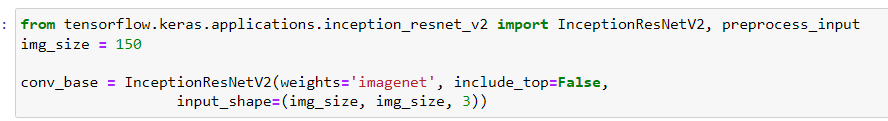 : from tensorflow.keras.applications.inception_resnet_v2 import InceptionResNetV2, preprocess_input
img_size = 150
conv_base = InceptionResNetV2(weights='imagenet', include_top=False,
input_shape=(img_size, img_size, 3))